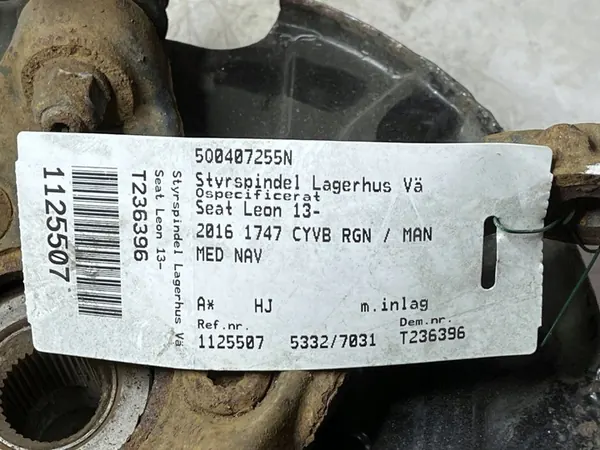 500407255N
Styrspindel Lagerhus Vä
Ospecificerat
Seat Leon 13-
2016 1747 CYVB RGN / MAN
MED NAV
A* HJ m.inlag
Ref.nr. Dem.nr.
1125507 5332/7031 T236396
Styrspindel Lagerhus Vä
Seat Leon 13-
T236396
1125507